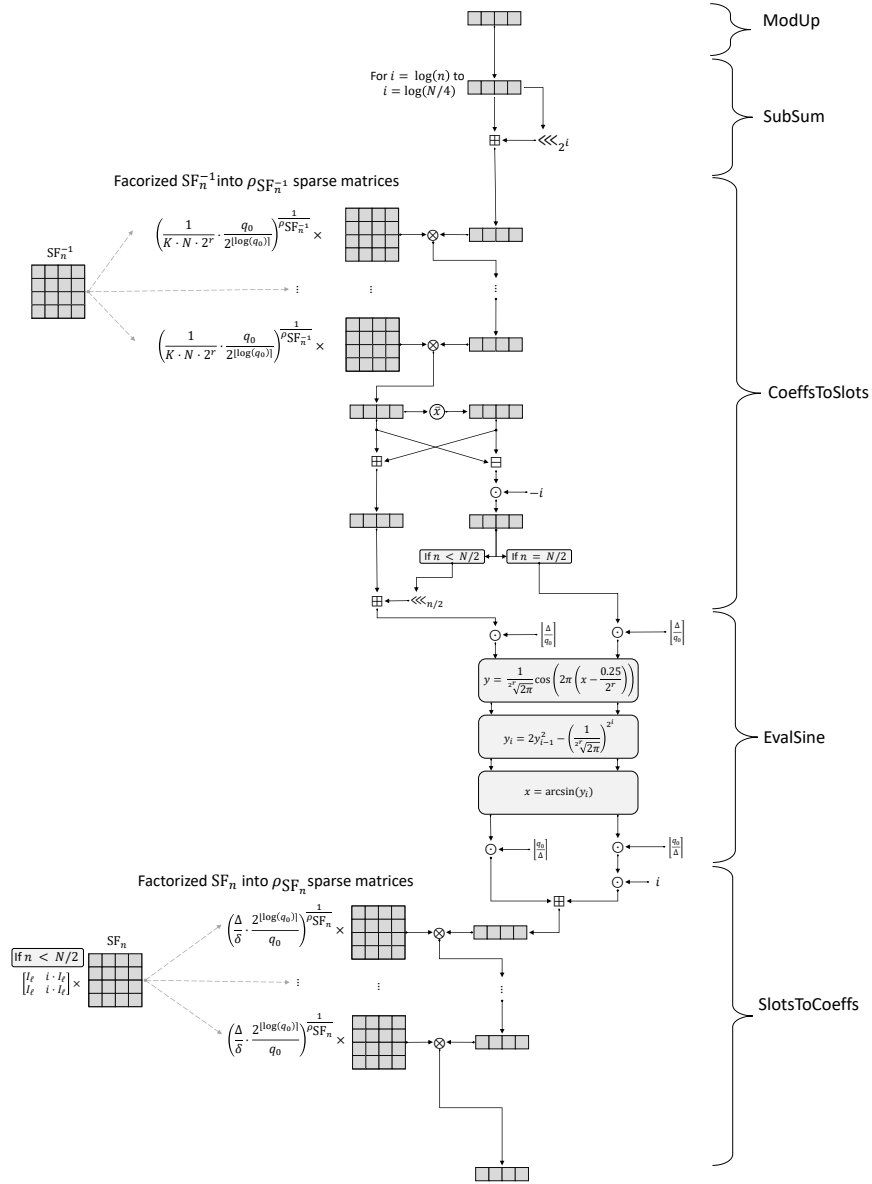 ModUp
For i = log(n) to
i = log(N/4)
SubSum
⋘_{2^i}
Facorized SF_n^{-1} into ρ_{SF_n^{-1}} sparse matrices
(1/(K · N · 2^r) · q_0/2^{⌊log(q_0)⌉})^{1/ρ_{SF_n^{-1}}} ×
SF_n^{-1}
⋮ ⋮ ⋮
(1/(K · N · 2^r) · q_0/2^{⌊log(q_0)⌉})^{1/ρ_{SF_n^{-1}}} ×
CoeffsToSlots
x̄
−i
If n < N/2 If n = N/2
⋘_{n/2}
⌊Δ/q_0⌉ ⌊Δ/q_0⌉
y = 1/\sqrt[2^r]{2π} cos(2π(x − 0.25/2^r))
y_i = 2y_{i−1}^2 − (1/\sqrt[2^r]{2π})^{2^i}
EvalSine
x = arcsin(y_i)
⌊q_0/Δ⌉ ⌊q_0/Δ⌉
i
Factorized SF_n into ρ_{SF_n} sparse matrices
(Δ/δ · 2^{⌊log(q_0)⌉}/q_0)^{1/ρ_{SF_n}} ×
If n < N/2 SF_n
[I_ℓ i · I_ℓ
I_ℓ i · I_ℓ] ×
⋮ ⋮ ⋮
SlotsToCoeffs
(Δ/δ · 2^{⌊log(q_0)⌉}/q_0)^{1/ρ_{SF_n}} ×